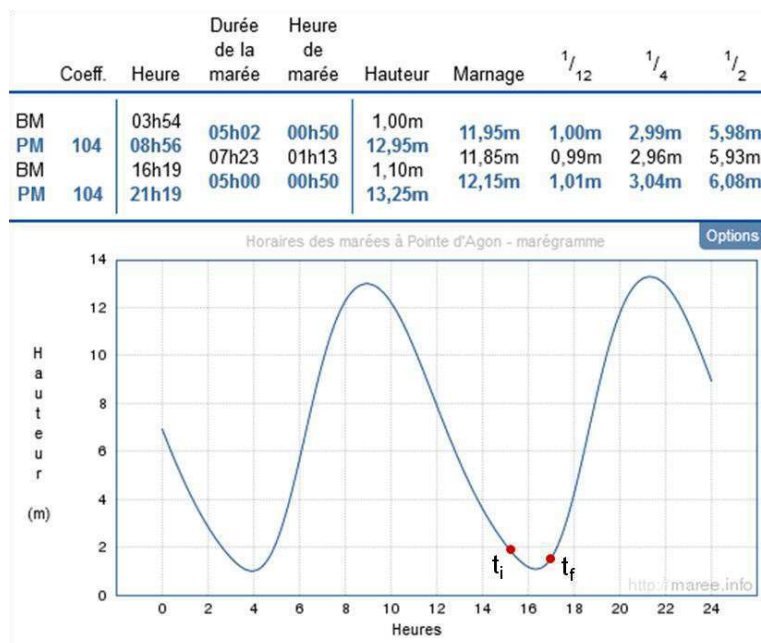 Durée Heure
de la de
Coeff. Heure marée marée Hauteur Marnage 1/12 1/4 1/2
BM 03h54 1,00m
05h02 00h50 11,95m 1,00m 2,99m 5,98m
PM 104 08h56 12,95m
07h23 01h13 11,85m 0,99m 2,96m 5,93m
BM 16h19 1,10m
05h00 00h50 12,15m 1,01m 3,04m 6,08m
PM 104 21h19 13,25m
Options
Horaires des marées à Pointe d'Agon - marégramme
14
12
10
8
6
4
2
0
Hauteur
(m)
ti
tf
http://maree.info
0 2 4 6 8 10 12 14 16 18 20 22 24
Heures